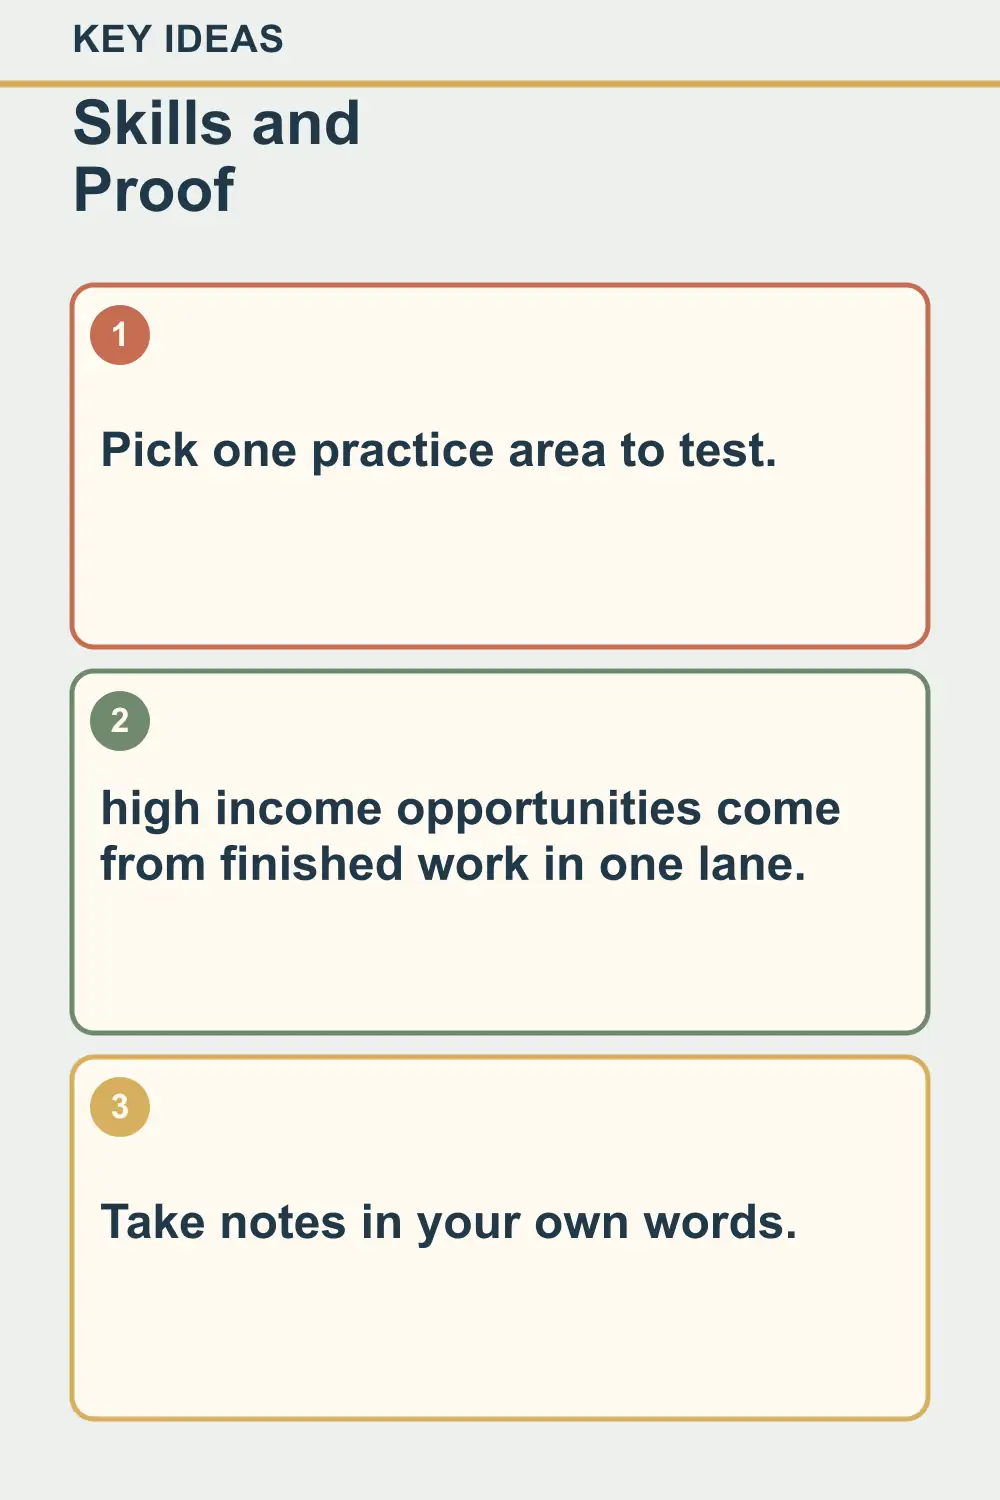 KEY IDEAS
Skills and
Proof
1
Pick one practice area to test.
2
high income opportunities come
from finished work in one lane.
3
Take notes in your own words.